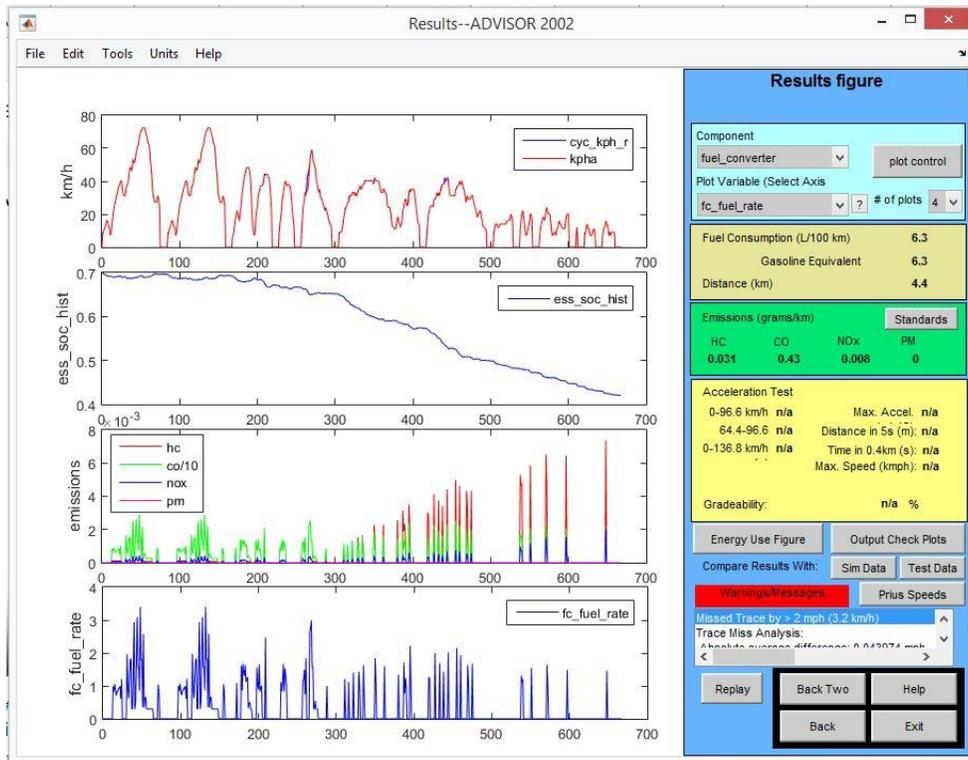 Results--ADVISOR 2002
File Edit Tools Units Help
80
60
40
20
0
km/h
cyc_kph_r
kpha
0 100 200 300 400 500 600 700
0.7
0.6
0.5
0.4
ess_soc_hist
ess_soc_hist
0 100 200 300 400 500 600 700
× 10⁻³
8
6
4
2
0
emissions
hc
co/10
nox
pm
0 100 200 300 400 500 600 700
4
3
2
1
0
fc_fuel_rate
fc_fuel_rate
0 100 200 300 400 500 600 700
Results figure
Component
fuel_converter
plot control
Plot Variable (Select Axis
fc_fuel_rate
?
# of plots 4
Fuel Consumption (L/100 km) 6.3
Gasoline Equivalent 6.3
Distance (km) 4.4
Emissions (grams/km) Standards
HC CO NOx PM
0.031 0.43 0.008 0
Acceleration Test
0-96.6 km/h n/a Max. Accel. n/a
64.4-96.6 n/a Distance in 5s (m): n/a
0-136.8 km/h n/a Time in 0.4km (s): n/a
Max. Speed (kmph): n/a
Gradeability: n/a %
Energy Use Figure Output Check Plots
Compare Results With: Sim Data Test Data
Warnings/Messages Prius Speeds
Missed Trace by > 2 mph (3.2 km/h)
Trace Miss Analysis:
Absolute average difference: 0.043974 mph
Replay Back Two Help
Back Exit